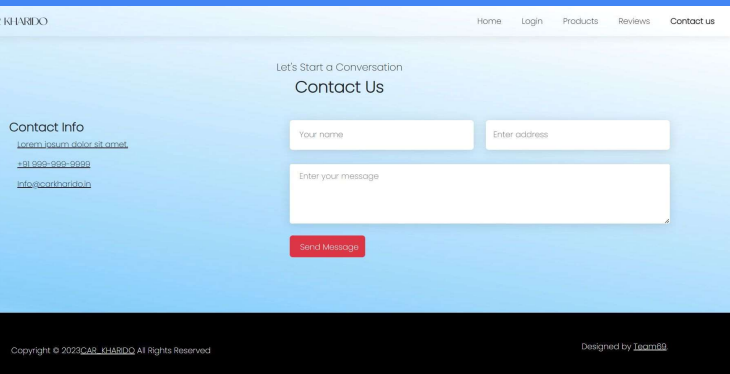 KHARIDO
Home Login Products Reviews Contact us
Let's Start a Conversation
Contact Us
Contact Info
Lorem ipsum dolor sit amet.
+91 999-999-9999
Info@carkharido.in
Your name
Enter address
Enter your message
Send Message
Copyright © 2023CAR_KHARIDO All Rights Reserved
Designed by Team69.